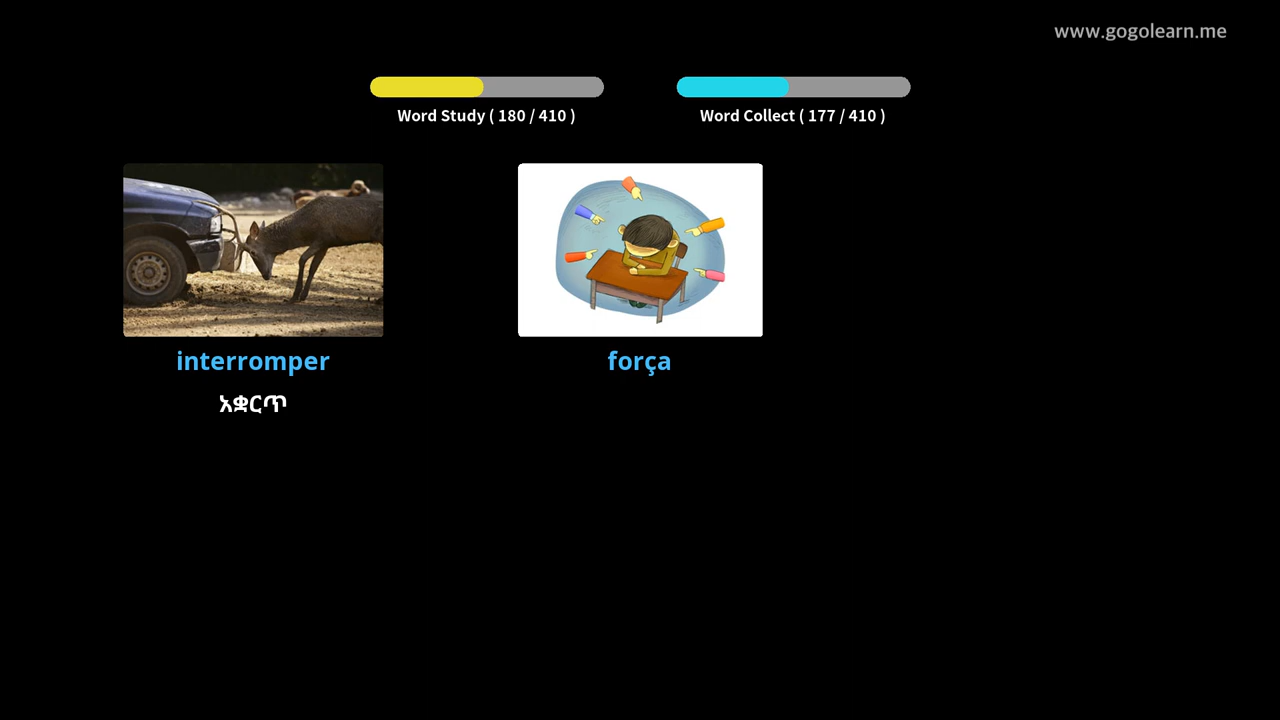 www.gogolearn.me
Word Study ( 180 / 410 )
Word Collect ( 177 / 410 )
interromper
força
አቋርጥ